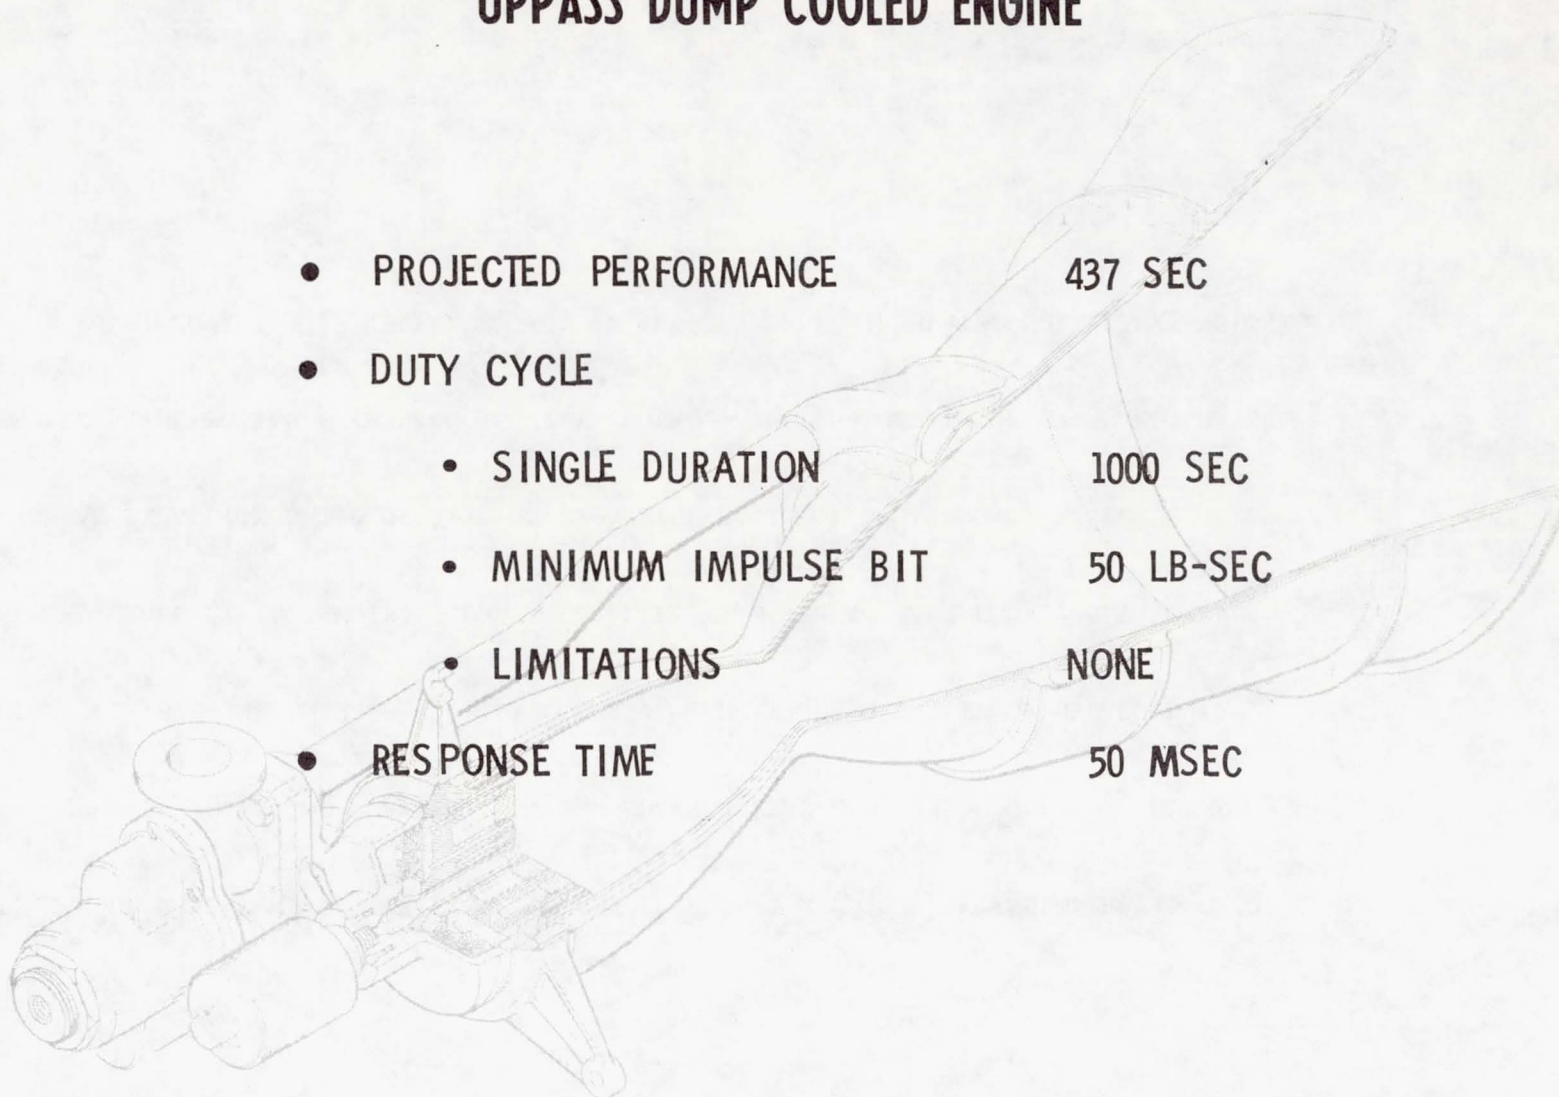 UPPASS DUMP COOLED ENGINE
• PROJECTED PERFORMANCE 437 SEC
• DUTY CYCLE
• SINGLE DURATION 1000 SEC
• MINIMUM IMPULSE BIT 50 LB-SEC
• LIMITATIONS NONE
• RESPONSE TIME 50 MSEC